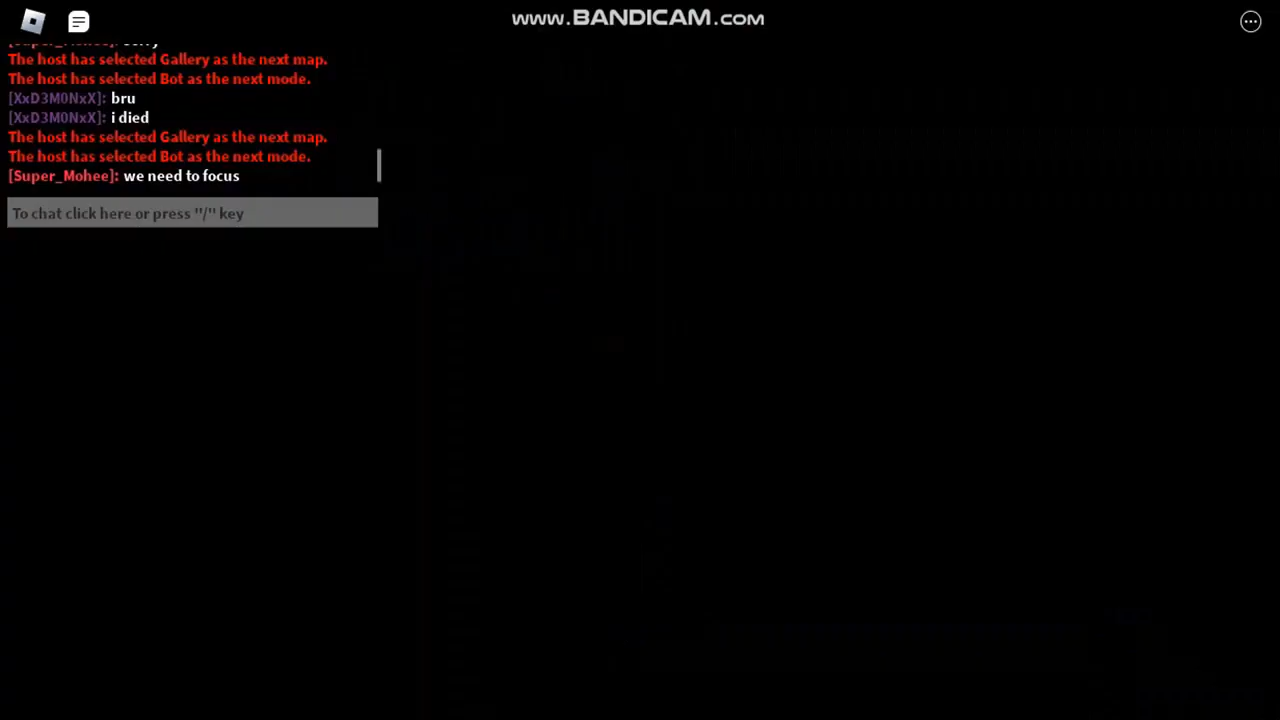 www.BANDICAM.com
The host has selected Gallery as the next map.
The host has selected Bot as the next mode.
[XxD3M0NxX]: bru
[XxD3M0NxX]: i died
The host has selected Gallery as the next map.
The host has selected Bot as the next mode.
[Super_Mohee]: we need to focus
To chat click here or press "/" key